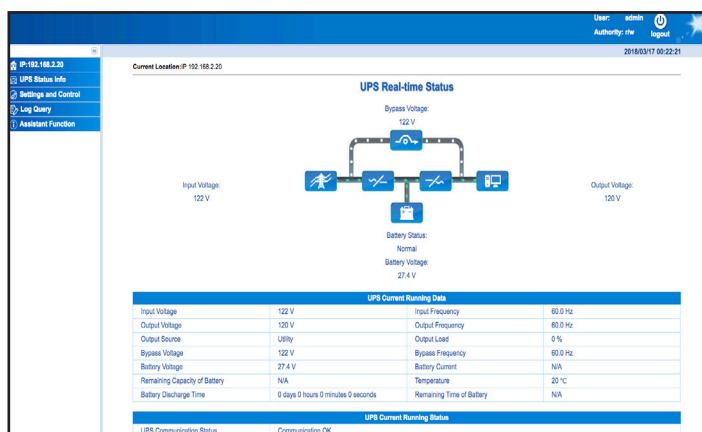 User: admin
Authority: r/w logout
2018/03/17 00:22:21
IP:192.168.2.20
UPS Status Info
Settings and Control
Log Query
Assistant Function
Current Location:IP 192.168.2.20
UPS Real-time Status
Bypass Voltage:
122 V
Input Voltage:
122 V
Output Voltage:
120 V
Battery Status:
Normal
Battery Voltage:
27.4 V
UPS Current Running Data
Input Voltage 122 V Input Frequency 60.0 Hz
Output Voltage 120 V Output Frequency 60.0 Hz
Output Source Utility Output Load 0 %
Bypass Voltage 122 V Bypass Frequency 60.0 Hz
Battery Voltage 27.4 V Battery Current N/A
Remaining Capacity of Battery N/A Temperature 20 °C
Battery Discharge Time 0 days 0 hours 0 minutes 0 seconds Remaining Time of Battery N/A
UPS Current Running Status
UPS Communication Status Communication OK